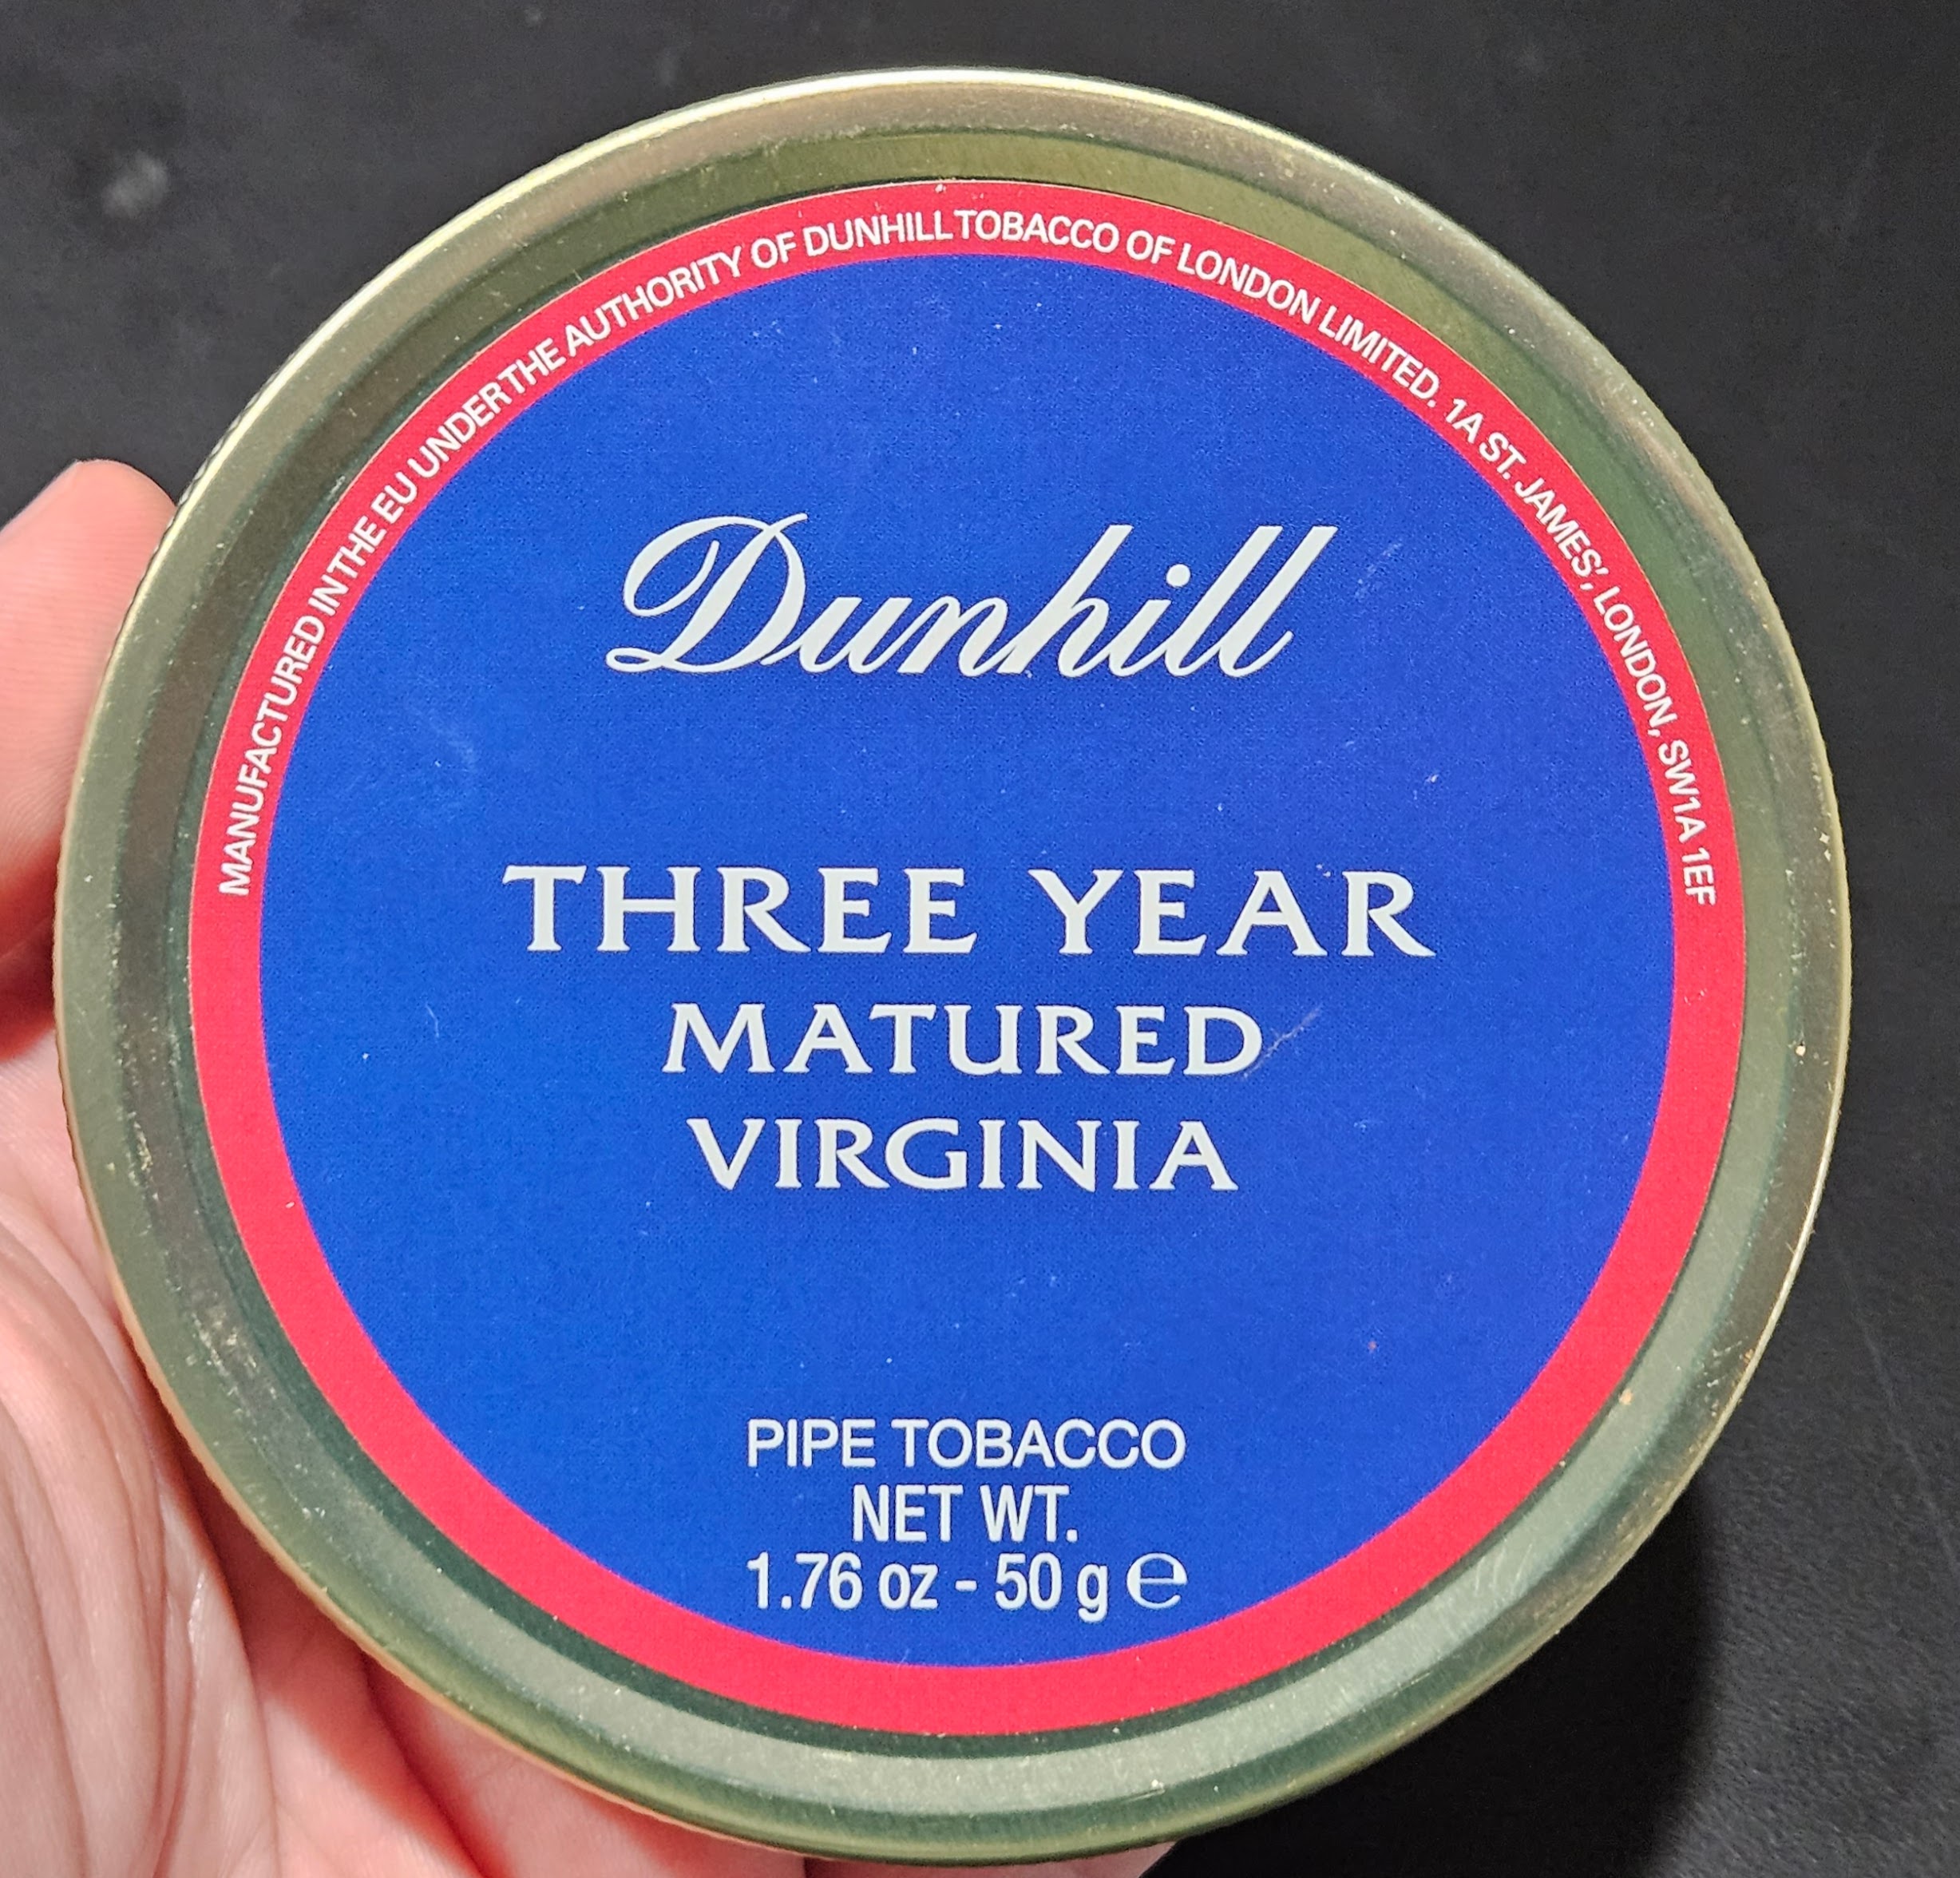 MANUFACTURED IN THE EU UNDER THE AUTHORITY OF DUNHILL TOBACCO OF LONDON LIMITED. 1A ST. JAMES', LONDON, SW1A 1EF
Dunhill
THREE YEAR
MATURED
VIRGINIA
PIPE TOBACCO
NET WT.
1.76 oz - 50 g ℮